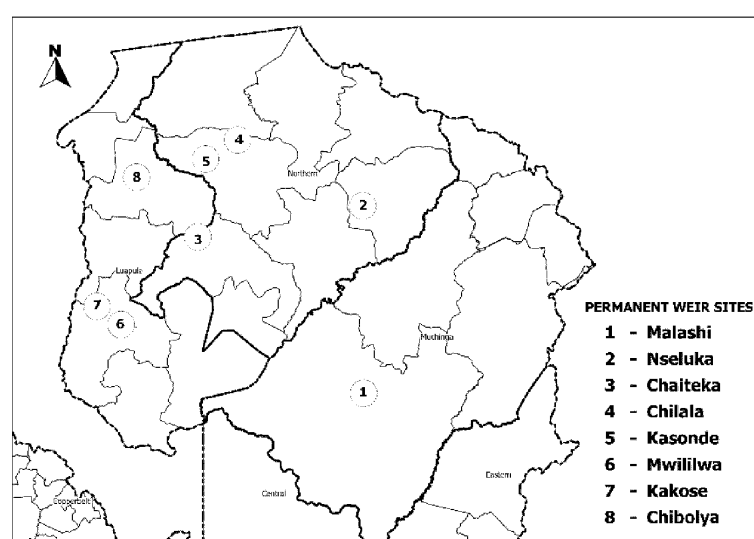 N
4
5
Northern
8
2
3
Luapula
7
6
PERMANENT WEIR SITES
1 - Malashi
Muchinga
2 - Nseluka
3 - Chaiteka
1
4 - Chilala
5 - Kasonde
6 - Mwililwa
Eastern
Central
7 - Kakose
Copperbelt
8 - Chibolya